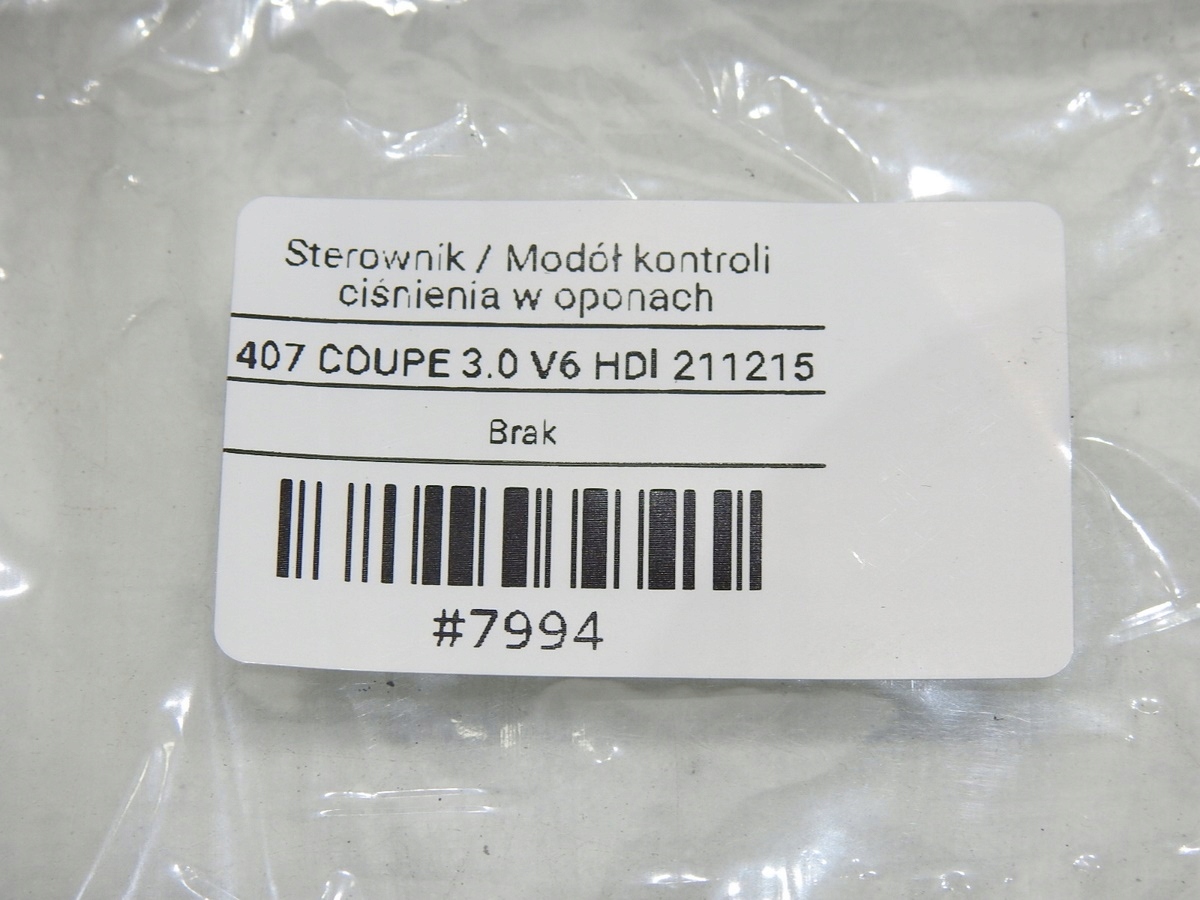 Sterownik / Modół kontroli
ciśnienia w oponach
407 COUPE 3.0 V6 HDI 211215
Brak
#7994